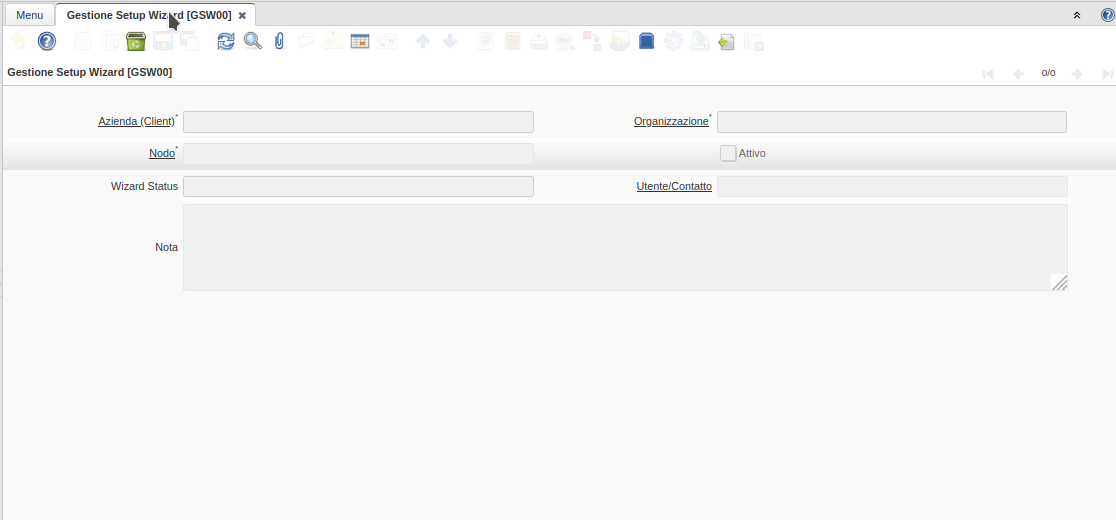 Menu
Gestione Setup Wizard [GSW00]
Gestione Setup Wizard [GSW00]
0/0
Azienda (Client)*
Organizzazione*
Nodo*
Attivo
Wizard Status
Utente/Contatto
Nota